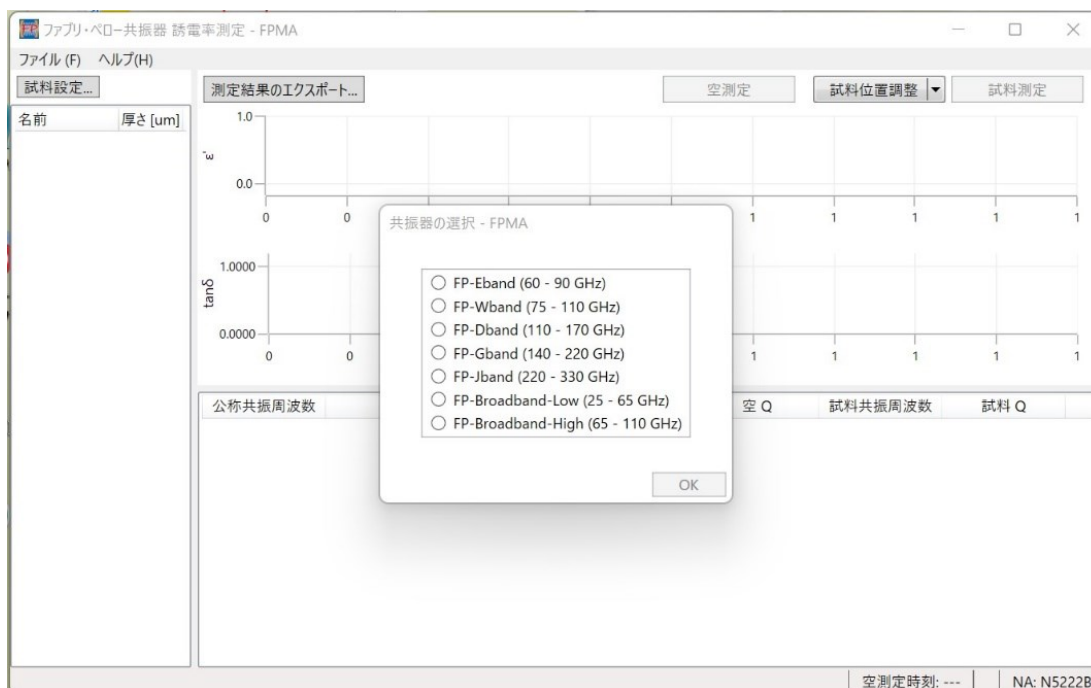 FP ファブリ・ペロー共振器 誘電率測定 - FPMA
ファイル (F) ヘルプ(H)
試料設定... 測定結果のエクスポート... 空測定 試料位置調整 試料測定
名前 厚さ [um]
1.0
ε'
0.0
0 0 1 1 1 1 1
共振器の選択 - FPMA
FP-Eband (60 - 90 GHz)
FP-Wband (75 - 110 GHz)
FP-Dband (110 - 170 GHz)
FP-Gband (140 - 220 GHz)
FP-Jband (220 - 330 GHz)
FP-Broadband-Low (25 - 65 GHz)
FP-Broadband-High (65 - 110 GHz)
OK
1.0000
tanδ
0.0000
0 0 1 1 1 1 1
公称共振周波数 空 Q 試料共振周波数 試料 Q
空測定時刻: --- NA: N5222B